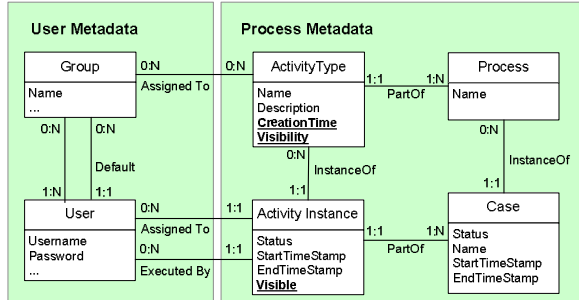 User Metadata
Process Metadata
Group
Name
...
0:N
0:N
Assigned To
ActivityType
Name
Description
CreationTime
Visibility
1:1
1:N
PartOf
Process
Name
0:N
0:N
Default
1:N
1:1
0:N
InstanceOf
1:1
0:N
InstanceOf
1:1
User
Username
Password
...
0:N
1:1
Assigned To
0:N
1:1
Executed By
Activity Instance
Status
StartTimeStamp
EndTimeStamp
Visible
1:1
1:N
PartOf
Case
Status
Name
StartTimeStamp
EndTimeStamp